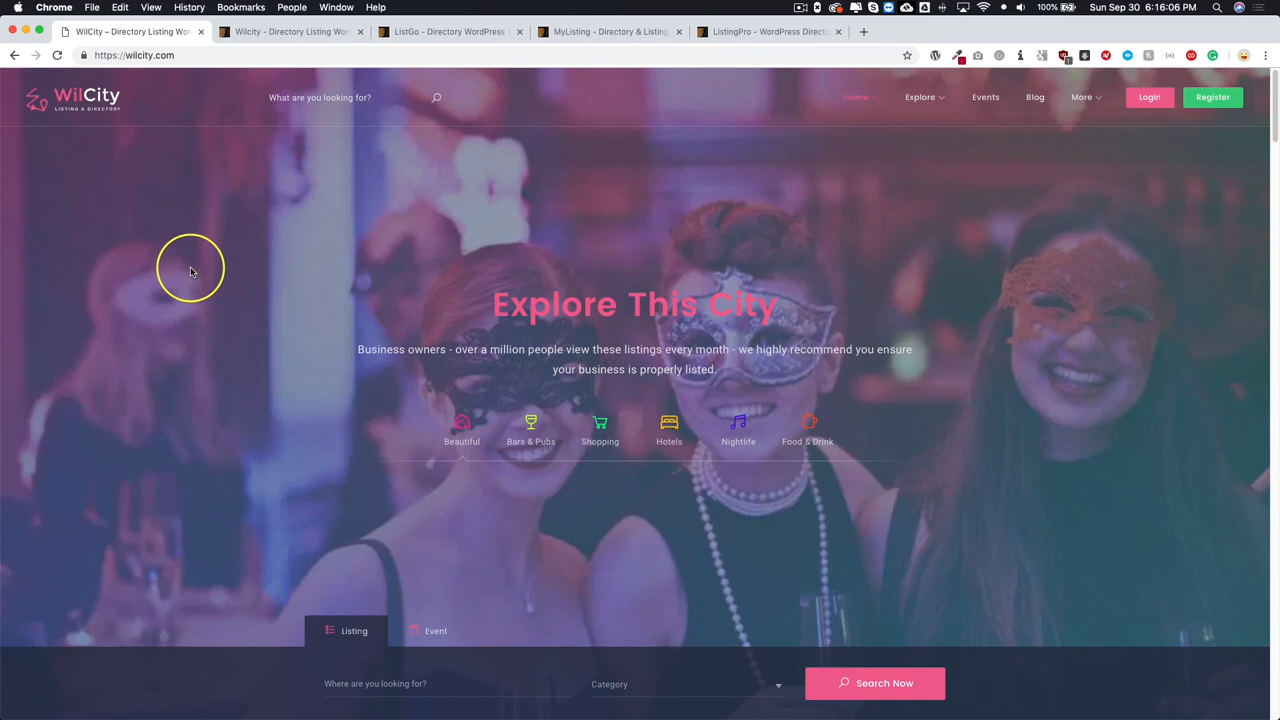 Chrome File Edit View History Bookmarks People Window Help 100% Sun Sep 30 6:16:06 PM
WilCity – Directory Listing Wor
Wilcity - Directory Listing Wor
ListGo - Directory WordPress T
MyListing - Directory & Listing
ListingPro - WordPress Directo
https://wilcity.com
WilCity
LISTING & DIRECTORY
What are you looking for?
Home Explore Events Blog More Login Register
Explore This City
Business owners - over a million people view these listings every month - we highly recommend you ensure
your business is properly listed.
Beautiful Bars & Pubs Shopping Hotels Nightlife Food & Drink
Listing Event
Where are you looking for? Category Search Now